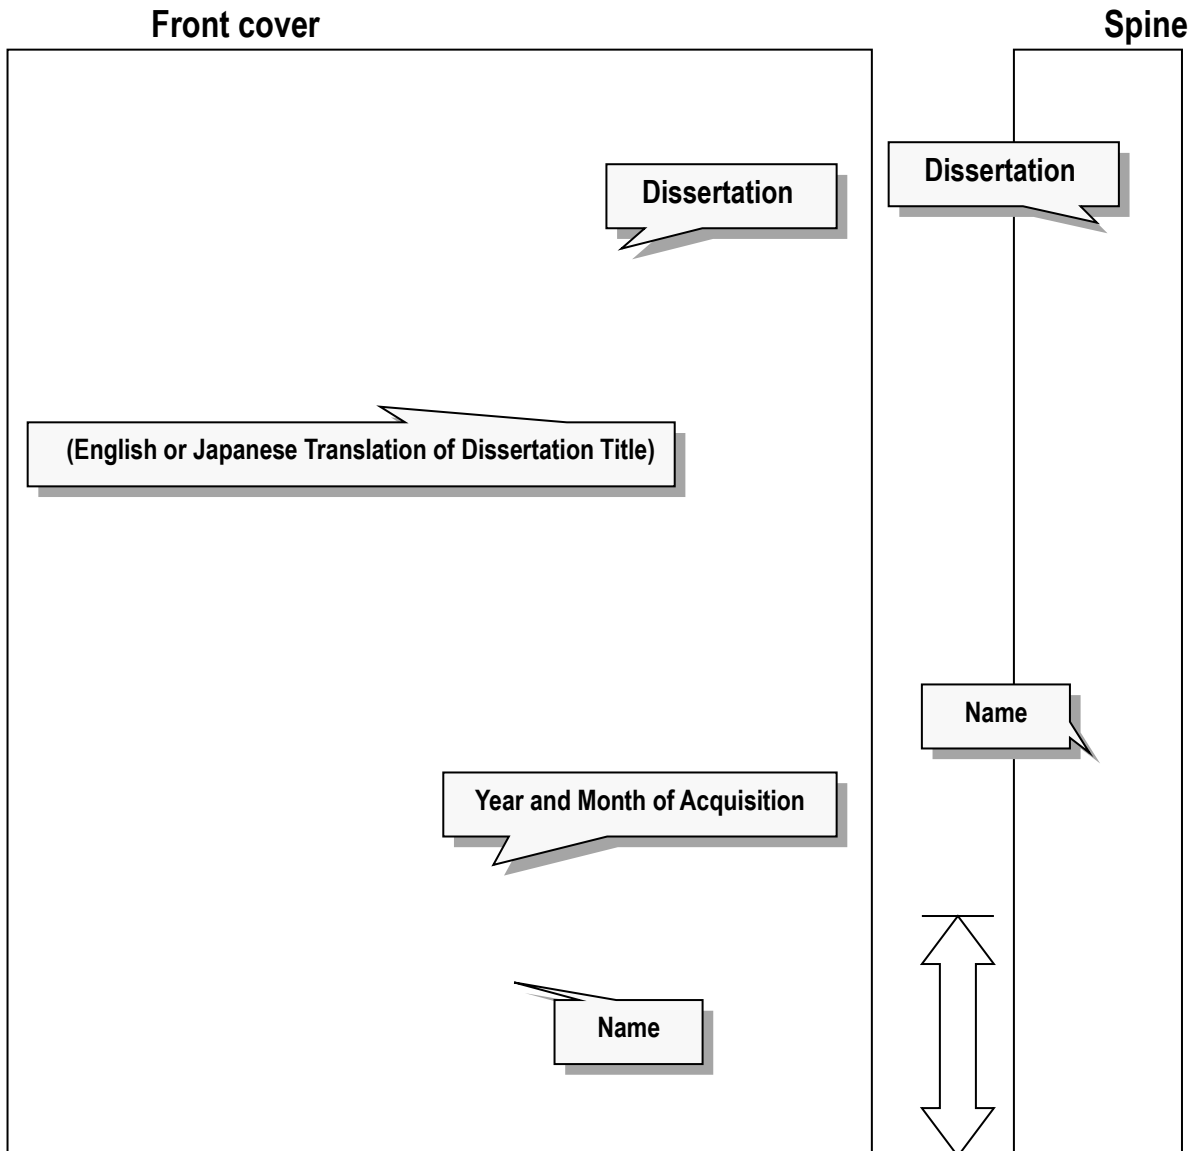 Front cover
Spine
Dissertation
Dissertation
(English or Japanese Translation of Dissertation Title)
Name
Year and Month of Acquisition
Name